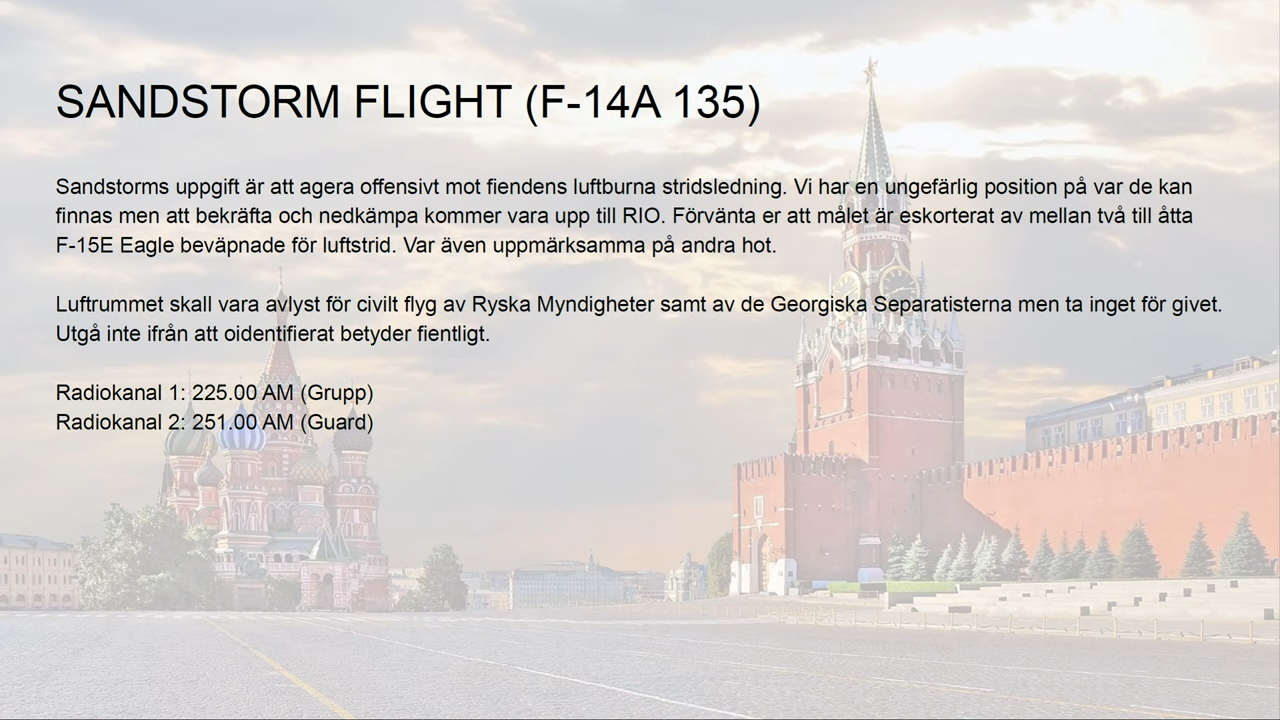 SANDSTORM FLIGHT (F-14A 135)
Sandstorms uppgift är att agera offensivt mot fiendens luftburna stridsledning. Vi har en ungefärlig position på var de kan
finnas men att bekräfta och nedkämpa kommer vara upp till RIO. Förvänta er att målet är eskorterat av mellan två till åtta
F-15E Eagle beväpnade för luftstrid. Var även uppmärksamma på andra hot.
Luftrummet skall vara avlyst för civilt flyg av Ryska Myndigheter samt av de Georgiska Separatisterna men ta inget för givet.
Utgå inte ifrån att oidentifierat betyder fientligt.
Radiokanal 1: 225.00 AM (Grupp)
Radiokanal 2: 251.00 AM (Guard)